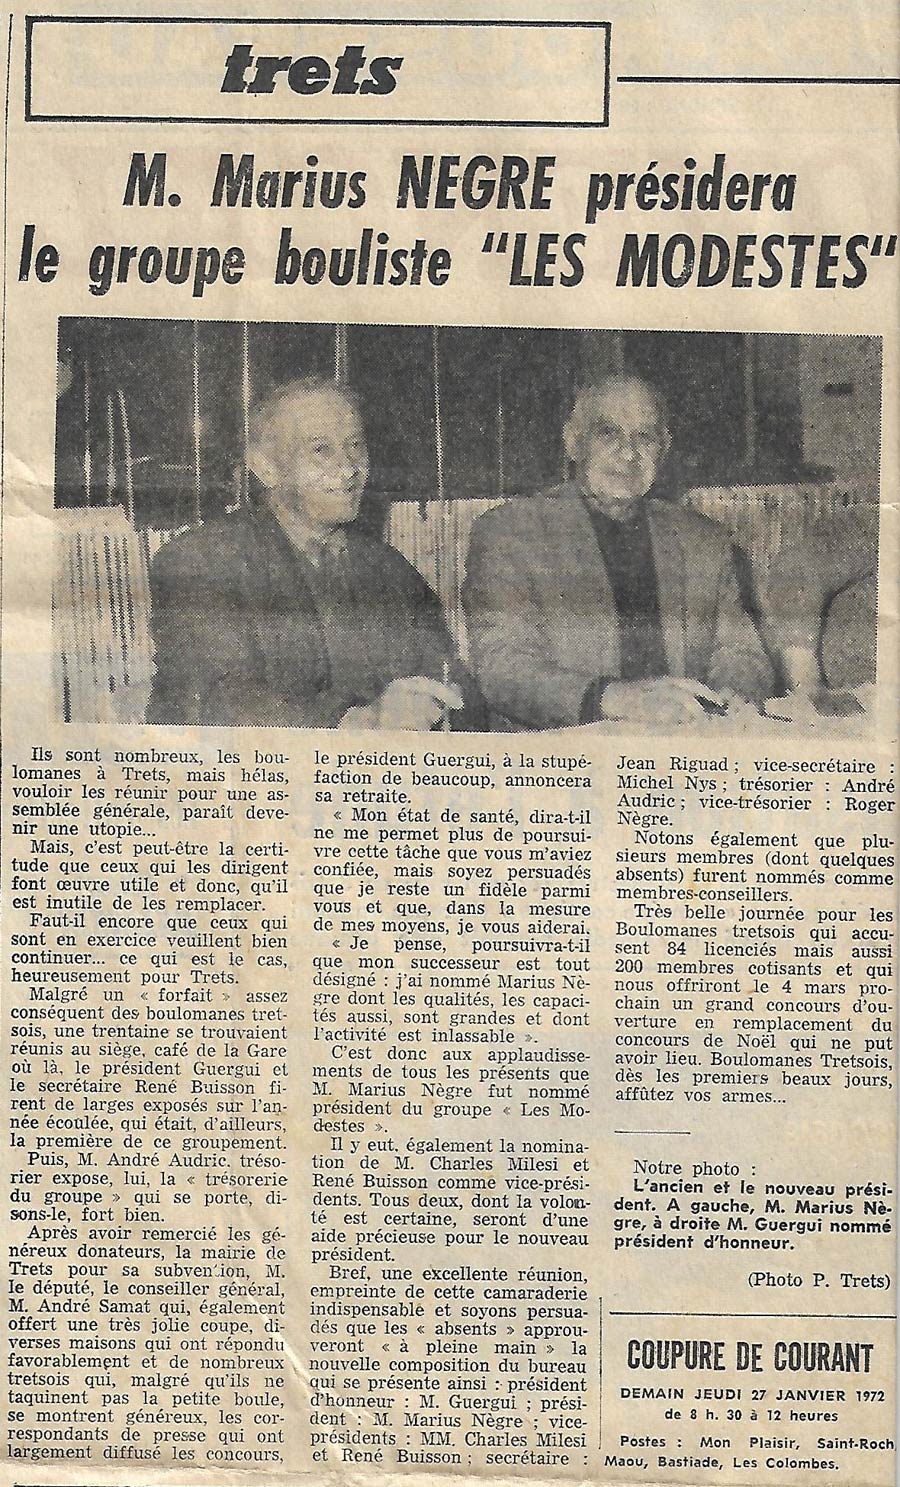 trets
M. Marius NEGRE présidera
le groupe bouliste "LES MODESTES"
Ils sont nombreux, les bou-
lomanes à Trets, mais hélas,
vouloir les réunir pour une as-
semblée générale, paraît deve-
nir une utopie...
Mais, c'est peut-être la certi-
tude que ceux qui les dirigent
font œuvre utile et donc, qu'il
est inutile de les remplacer.
Faut-il encore que ceux qui
sont en exercice veuillent bien
continuer... ce qui est le cas,
heureusement pour Trets.
Malgré un « forfait » assez
conséquent des boulomanes tret-
sois, une trentaine se trouvaient
réunis au siège, café de la Gare
où là, le président Guergui et
le secrétaire René Buisson fi-
rent de larges exposés sur l'an-
née écoulée, qui était, d'ailleurs,
la première de ce groupement.
Puis, M. André Audric, tréso-
rier expose, lui, la « trésorerie
du groupe » qui se porte, di-
sons-le, fort bien.
Après avoir remercié les gé-
néreux donateurs, la mairie de
Trets pour sa subvention, M.
le député, le conseiller général,
M. André Samat qui, également
offert une très jolie coupe, di-
verses maisons qui ont répondu
favorablement et de nombreux
tretsois qui, malgré qu'ils ne
taquinent pas la petite boule,
se montrent généreux, les cor-
respondants de presse qui ont
largement diffusé les concours,
le président Guergui, à la stupé-
faction de beaucoup, annoncera
sa retraite.
« Mon état de santé, dira-t-il
ne me permet plus de poursui-
vre cette tâche que vous m'aviez
confiée, mais soyez persuadés
que je reste un fidèle parmi
vous et que, dans la mesure
de mes moyens, je vous aiderai.
« Je pense, poursuivra-t-il
que mon successeur est tout
désigné : j'ai nommé Marius Nè-
gre dont les qualités, les capaci-
tés aussi, sont grandes et dont
l'activité est inlassable ».
C'est donc aux applaudisse-
ments de tous les présents que
M. Marius Nègre fut nommé
président du groupe « Les Mo-
destes ».
Il y eut, également la nomina-
tion de M. Charles Milesi et
René Buisson comme vice-prési-
dents. Tous deux, dont la volon-
té est certaine, seront d'une
aide précieuse pour le nouveau
président.
Bref, une excellente réunion,
empreinte de cette camaraderie
indispensable et soyons persua-
dés que les « absents » approu-
veront « à pleine main » la
nouvelle composition du bureau
qui se présente ainsi : président
d'honneur : M. Guergui ; prési-
dent : M. Marius Nègre ; vice-
présidents : MM. Charles Milesi
et René Buisson ; secrétaire :
Jean Riguad ; vice-secrétaire :
Michel Nys ; trésorier : André
Audric ; vice-trésorier : Roger
Nègre.
Notons également que plu-
sieurs membres (dont quelques
absents) furent nommés comme
membres-conseillers.
Très belle journée pour les
Boulomanes tretsois qui accu-
sent 84 licenciés mais aussi
200 membres cotisants et qui
nous offriront le 4 mars pro-
chain un grand concours d'ou-
verture en remplacement du
concours de Noël qui ne put
avoir lieu. Boulomanes Tretsois,
dès les premiers beaux jours,
affûtez vos armes...
Notre photo :
L'ancien et le nouveau prési-
dent. A gauche, M. Marius Nè-
gre, à droite M. Guergui nommé
président d'honneur.
(Photo P. Trets)
COUPURE DE COURANT
DEMAIN JEUDI 27 JANVIER 1972
de 8 h. 30 à 12 heures
Postes : Mon Plaisir, Saint-Roch
Maou, Bastiade, Les Colombes.